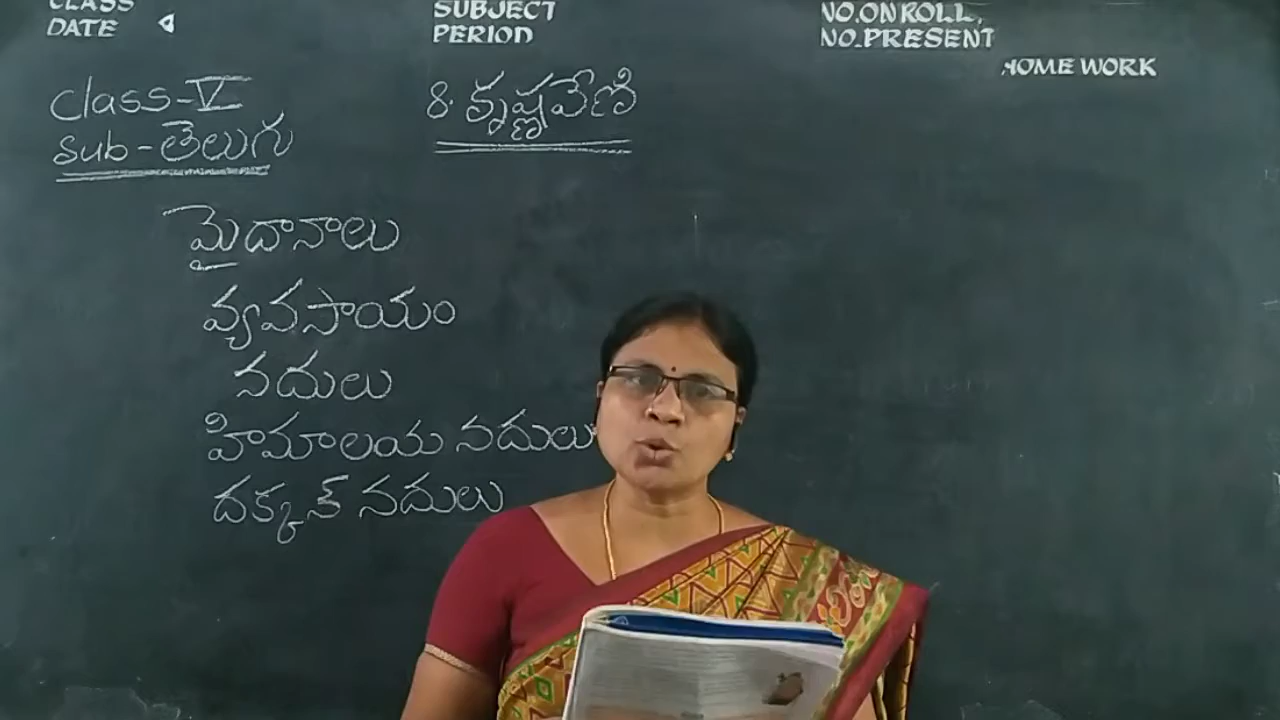 CLASS
DATE
SUBJECT
PERIOD
NO.ON ROLL,
NO.PRESENT
HOME WORK
class-V
sub-తెలుగు
8. కృష్ణవేణి
మైదానాలు
వ్యవసాయం
నదులు
హిమాలయ నదులు
దక్కన్ నదులు